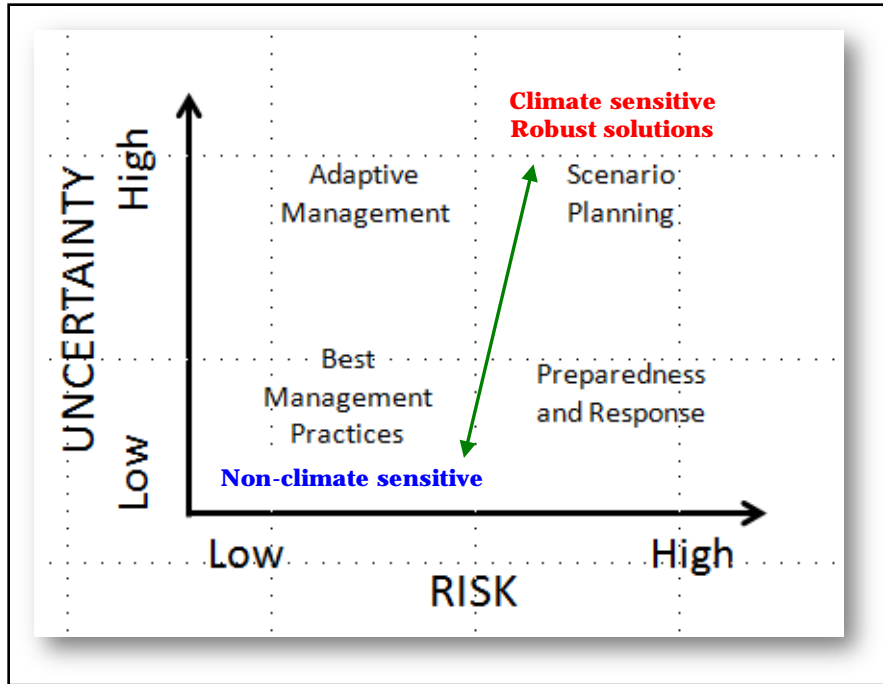 Climate sensitive
Robust solutions
UNCERTAINTY
High
Low
Adaptive
Management
Scenario
Planning
Best
Management
Practices
Preparedness
and Response
Non-climate sensitive
Low
High
RISK